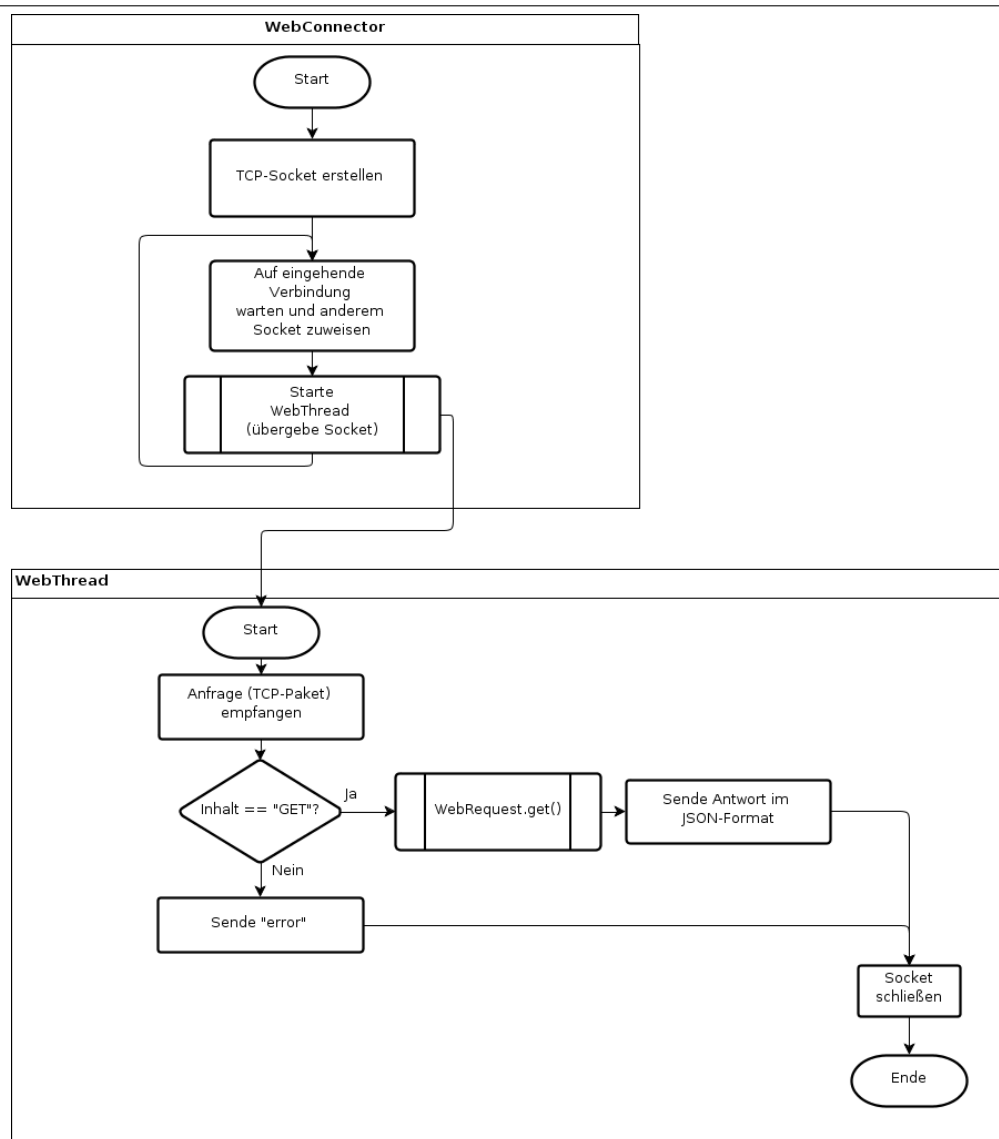 WebConnector
Start
TCP-Socket erstellen
Auf eingehende
Verbindung
warten und anderem
Socket zuweisen
Starte
WebThread
(übergebe Socket)
WebThread
Start
Anfrage (TCP-Paket)
empfangen
Inhalt == "GET"?
Ja
WebRequest.get()
Sende Antwort im
JSON-Format
Nein
Sende "error"
Socket
schließen
Ende